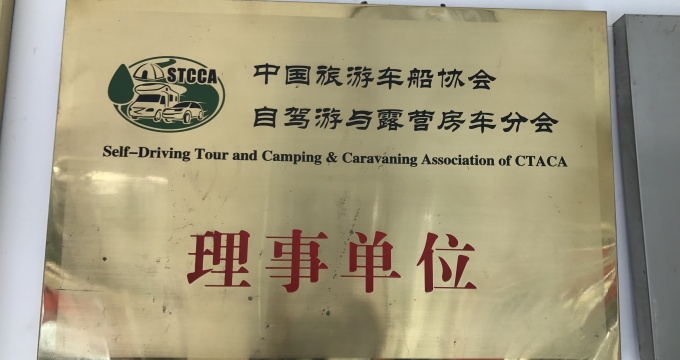 STCCA
中国旅游车船协会
自驾游与露营房车分会
Self-Driving Tour and Camping & Caravaning Association of CTACA
理事单位